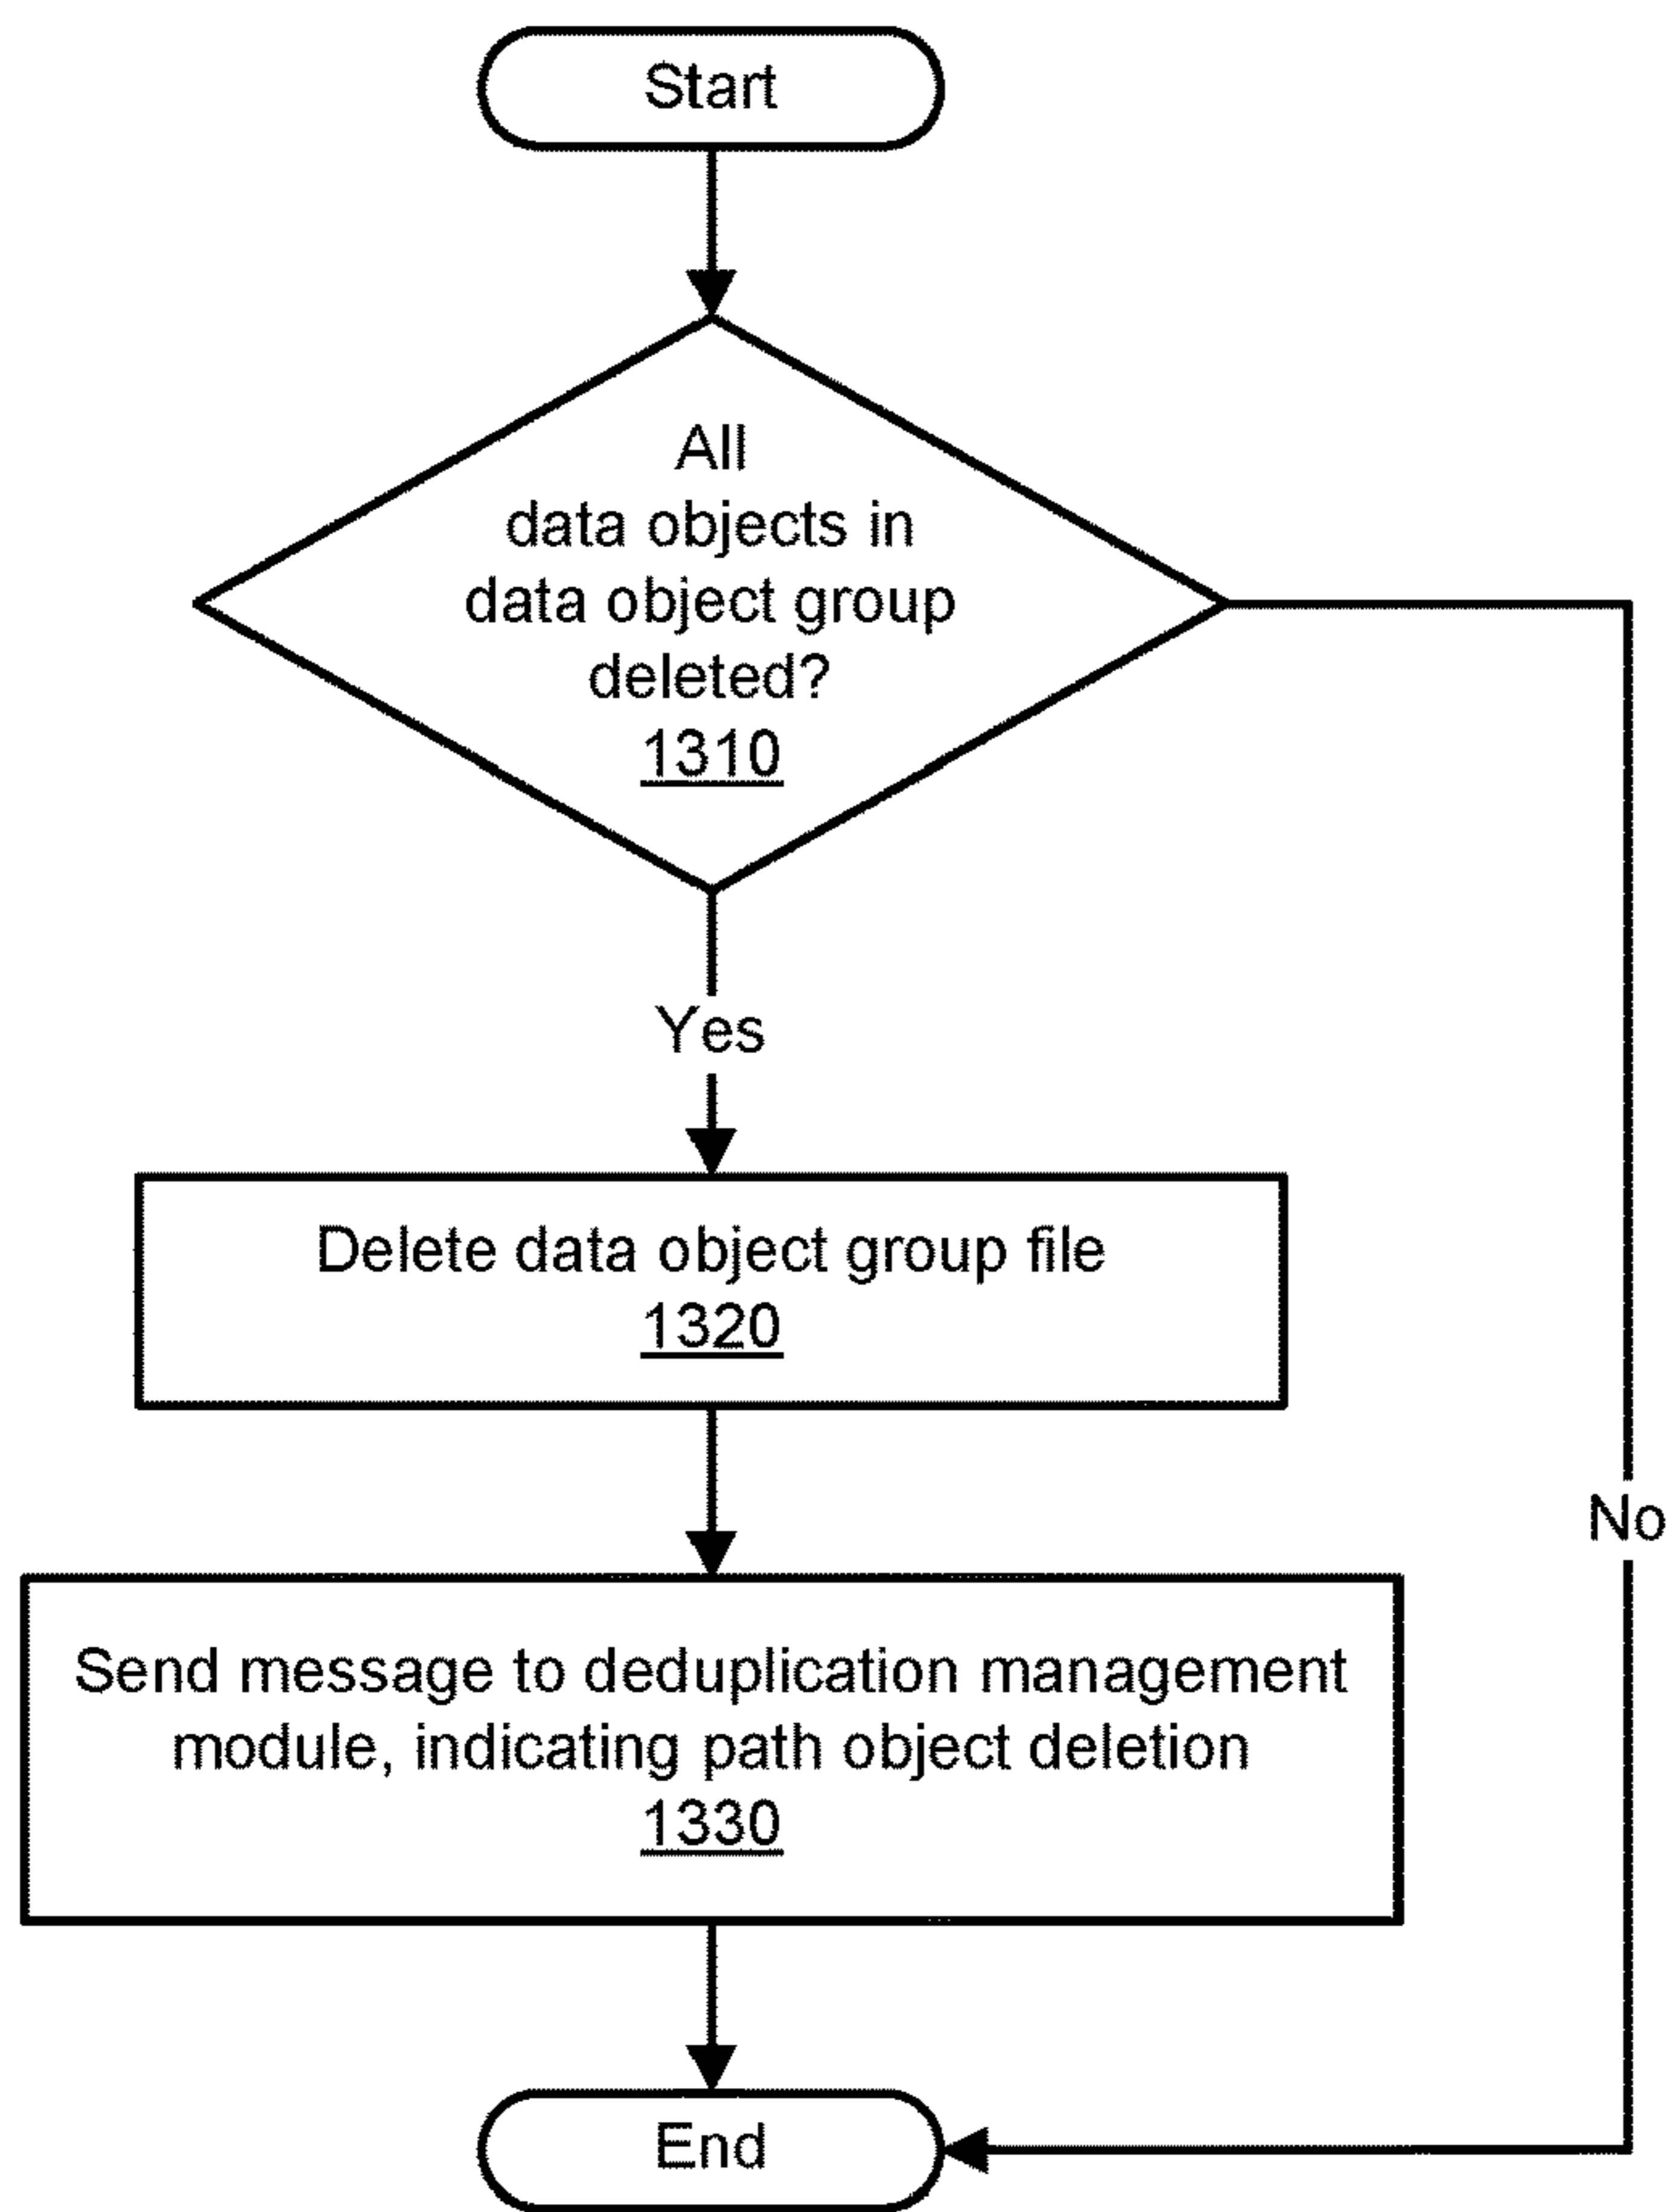 Start
All
data objects in
data object group
deleted?
1310
Yes
Delete data object group file
1320
No
Send message to deduplication management
module, indicating path object deletion
1330
End